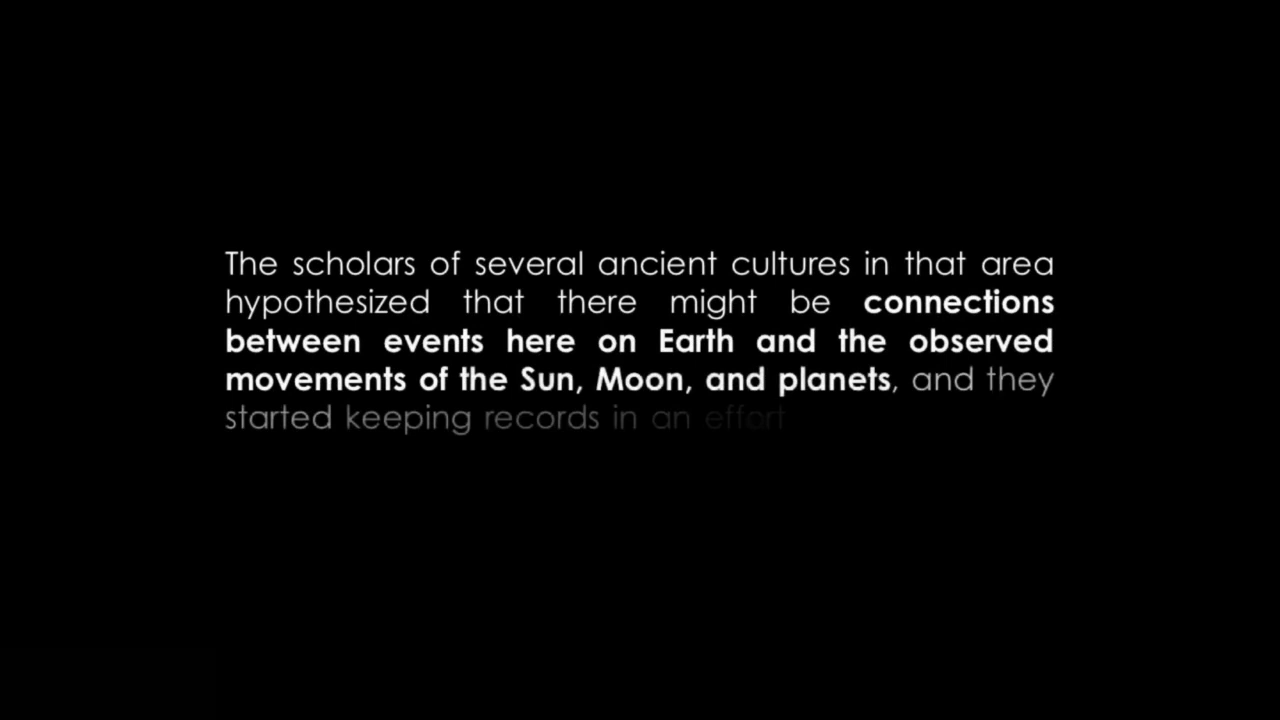 The scholars of several ancient cultures in that area
hypothesized that there might be connections
between events here on Earth and the observed
movements of the Sun, Moon, and planets, and they
started keeping records in an effort